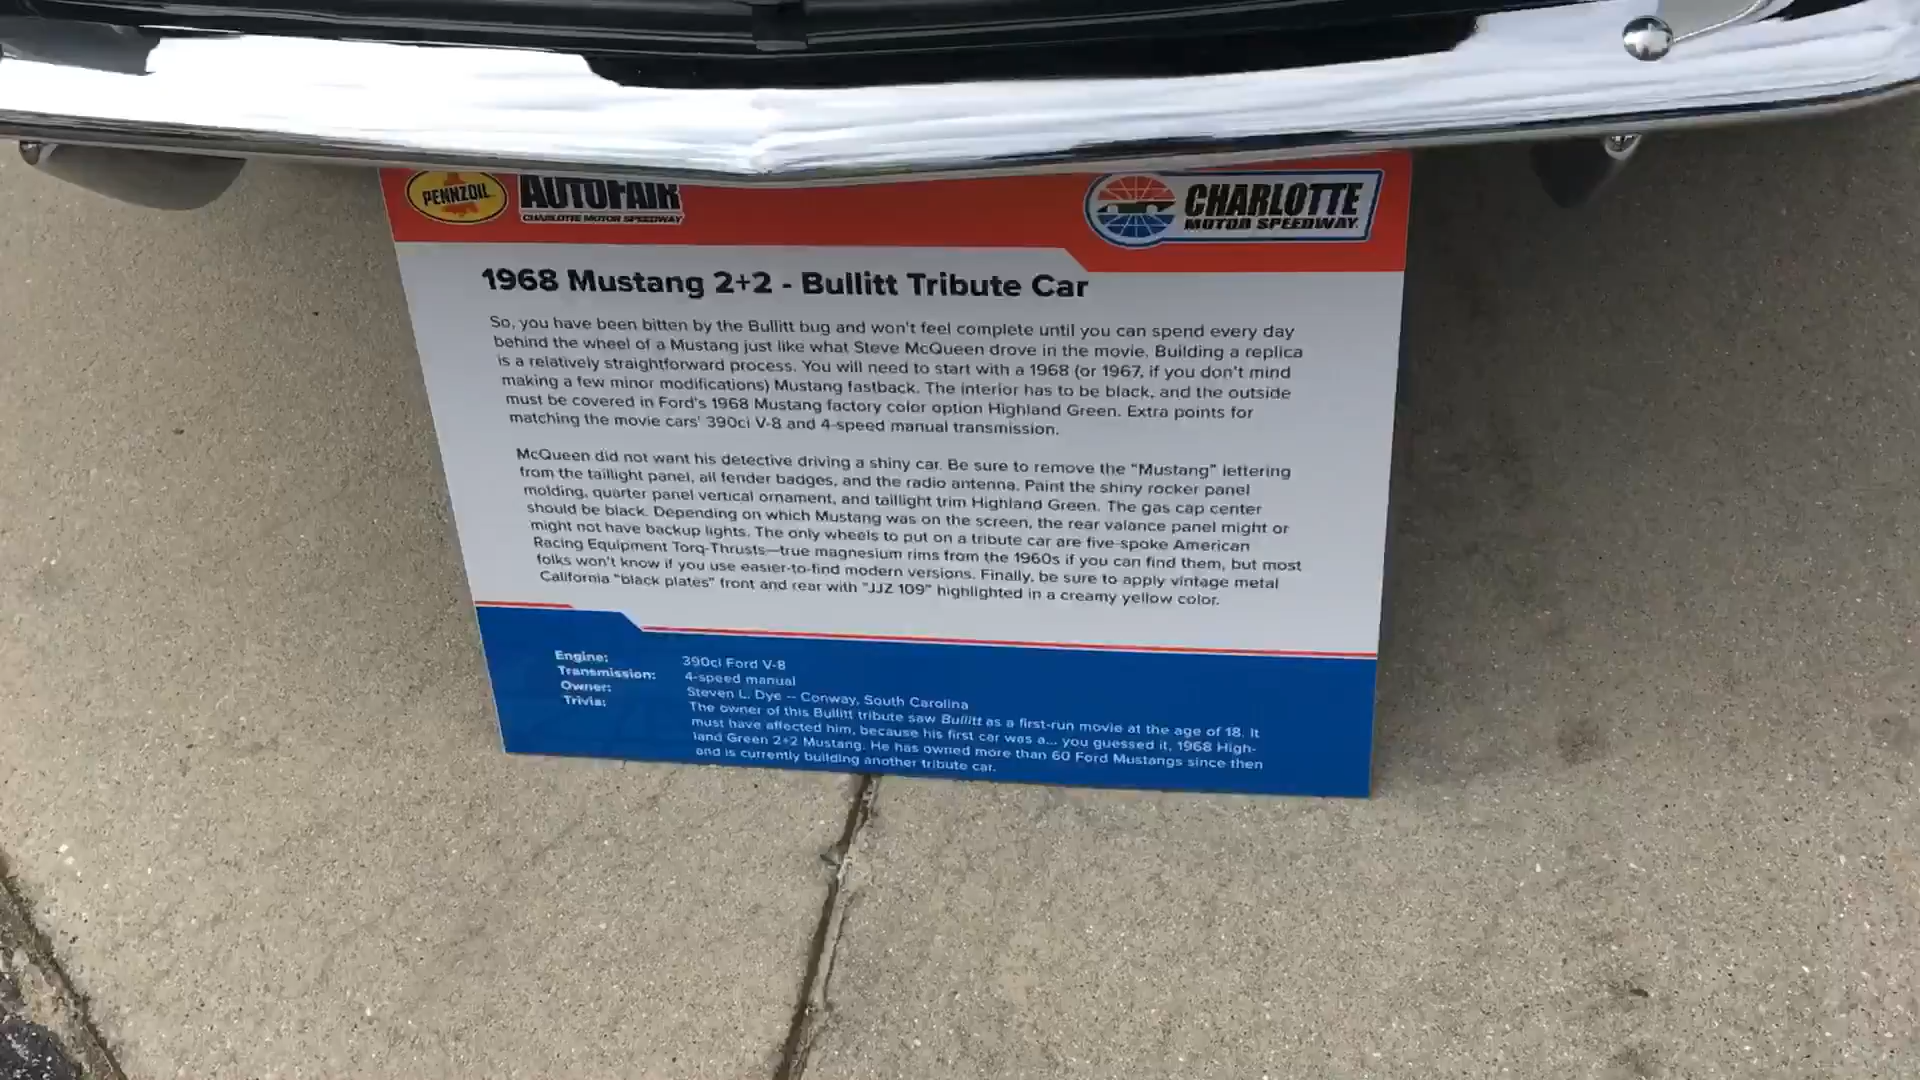 PENNZOIL
AUTOFAIR
CHARLOTTE MOTOR SPEEDWAY
CHARLOTTE
MOTOR SPEEDWAY
1968 Mustang 2+2 - Bullitt Tribute Car
So, you have been bitten by the Bullitt bug and won't feel complete until you can spend every day
behind the wheel of a Mustang just like what Steve McQueen drove in the movie. Building a replica
is a relatively straightforward process. You will need to start with a 1968 (or 1967, if you don't mind
making a few minor modifications) Mustang fastback. The interior has to be black, and the outside
must be covered in Ford's 1968 Mustang factory color option Highland Green. Extra points for
matching the movie cars' 390ci V-8 and 4-speed manual transmission.
McQueen did not want his detective driving a shiny car. Be sure to remove the "Mustang" lettering
from the taillight panel, all fender badges, and the radio antenna. Paint the shiny rocker panel
molding, quarter panel vertical ornament, and taillight trim Highland Green. The gas cap center
should be black. Depending on which Mustang was on the screen, the rear valance panel might or
might not have backup lights. The only wheels to put on a tribute car are five-spoke American
Racing Equipment Torq-Thrusts—true magnesium rims from the 1960s if you can find them, but most
folks won't know if you use easier-to-find modern versions. Finally, be sure to apply vintage metal
California "black plates" front and rear with "JJZ 109" highlighted in a creamy yellow color.
Engine: 390ci Ford V-8
Transmission: 4-speed manual
Owner: Steven L. Dye -- Conway, South Carolina
Trivia: The owner of this Bullitt tribute saw Bullitt as a first-run movie at the age of 18. It
must have affected him, because his first car was a... you guessed it, 1968 High-
land Green 2+2 Mustang. He has owned more than 60 Ford Mustangs since then
and is currently building another tribute car.